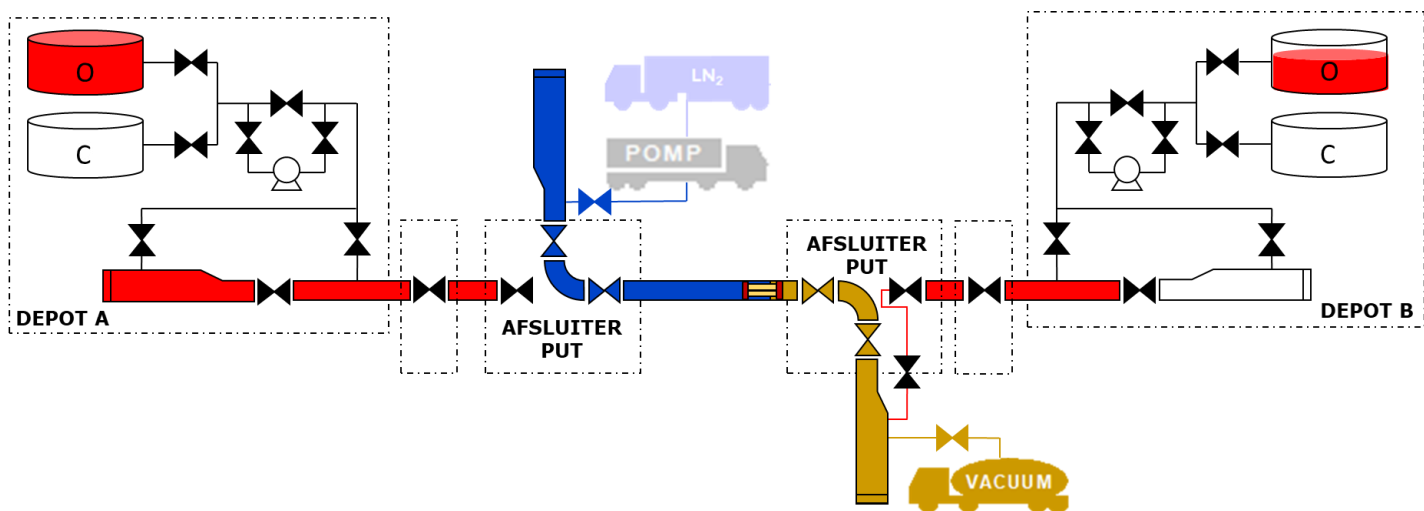 O
C
LN2
POMP
O
C
AFSLUITER
PUT
AFSLUITER
PUT
DEPOT A
DEPOT B
VACUUM